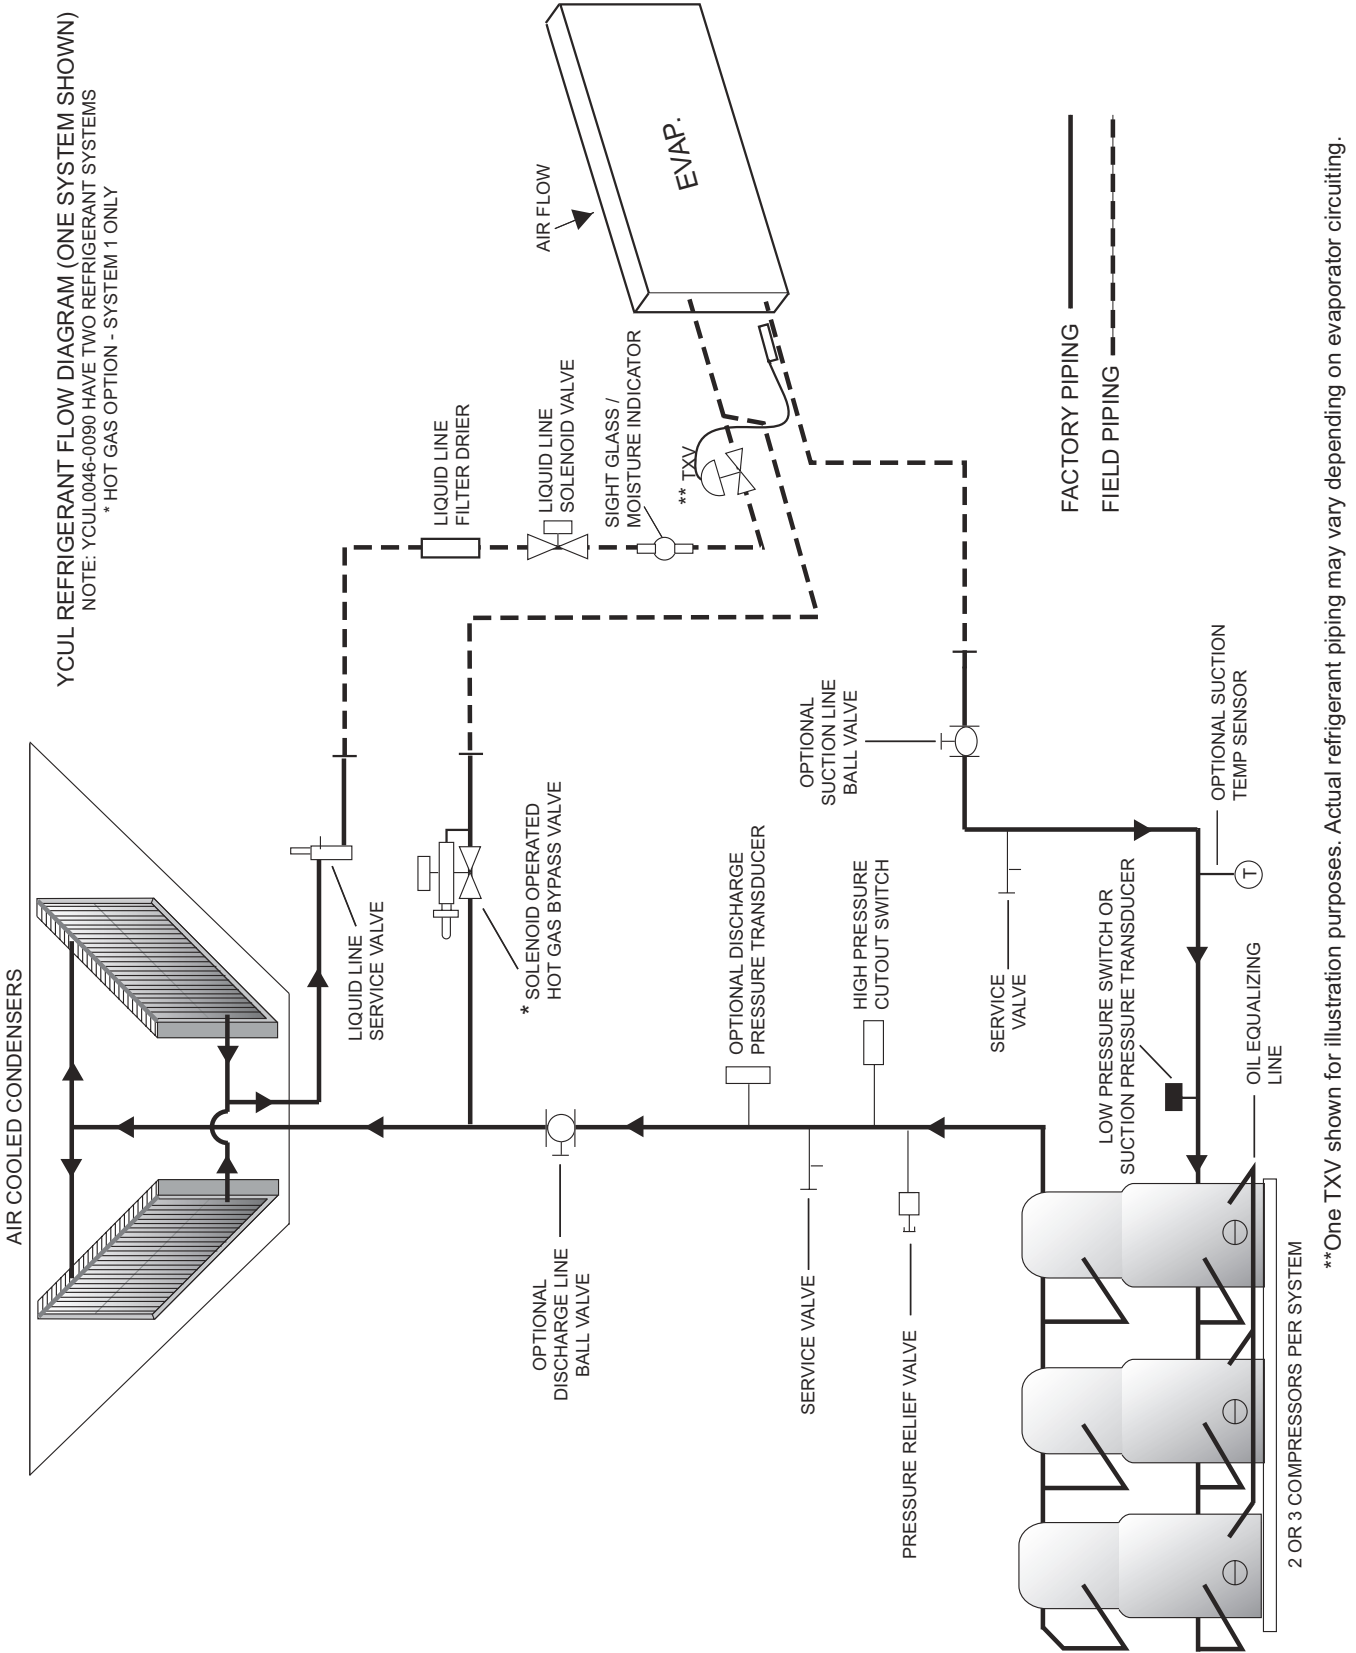 YCUL REFRIGERANT FLOW DIAGRAM (ONE SYSTEM SHOWN)
NOTE: YCUL0046-0090 HAVE TWO REFRIGERANT SYSTEMS
* HOT GAS OPTION - SYSTEM 1 ONLY
AIR COOLED CONDENSERS
LIQUID LINE
SERVICE VALVE
LIQUID LINE
FILTER DRIER
LIQUID LINE
SOLENOID VALVE
SIGHT GLASS /
MOISTURE INDICATOR
** TXV
AIR FLOW
EVAP.
* SOLENOID OPERATED
HOT GAS BYPASS VALVE
OPTIONAL
DISCHARGE LINE
BALL VALVE
OPTIONAL DISCHARGE
PRESSURE TRANSDUCER
SERVICE VALVE
HIGH PRESSURE
CUTOUT SWITCH
PRESSURE RELIEF VALVE
OPTIONAL
SUCTION LINE
BALL VALVE
SERVICE
VALVE
LOW PRESSURE SWITCH OR
SUCTION PRESSURE TRANSDUCER
OPTIONAL SUCTION
TEMP SENSOR
T
OIL EQUALIZING
LINE
2 OR 3 COMPRESSORS PER SYSTEM
FACTORY PIPING
FIELD PIPING
**One TXV shown for illustration purposes. Actual refrigerant piping may vary depending on evaporator circuiting.